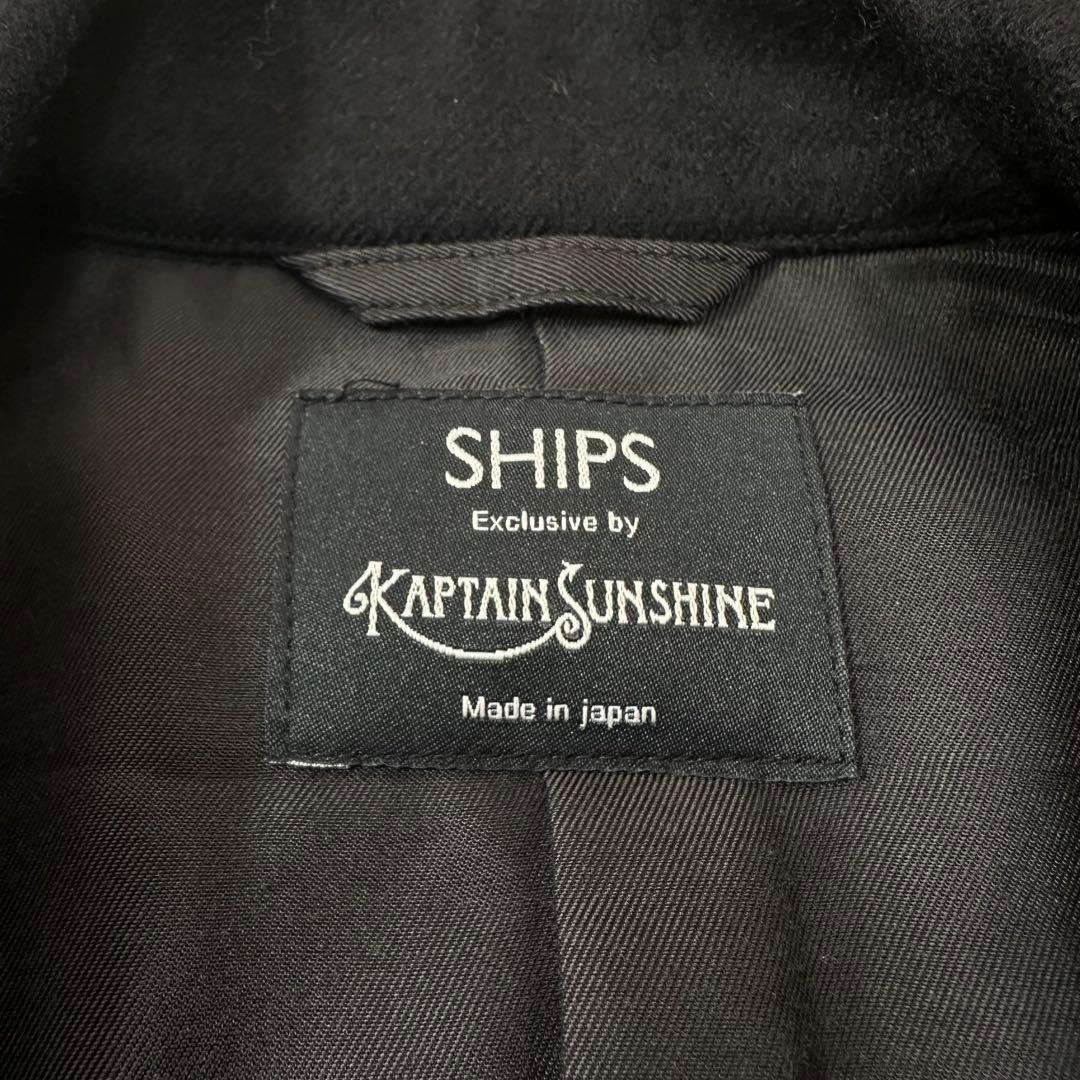 SHIPS
Exclusive by
KAPTAIN SUNSHINE
Made in japan